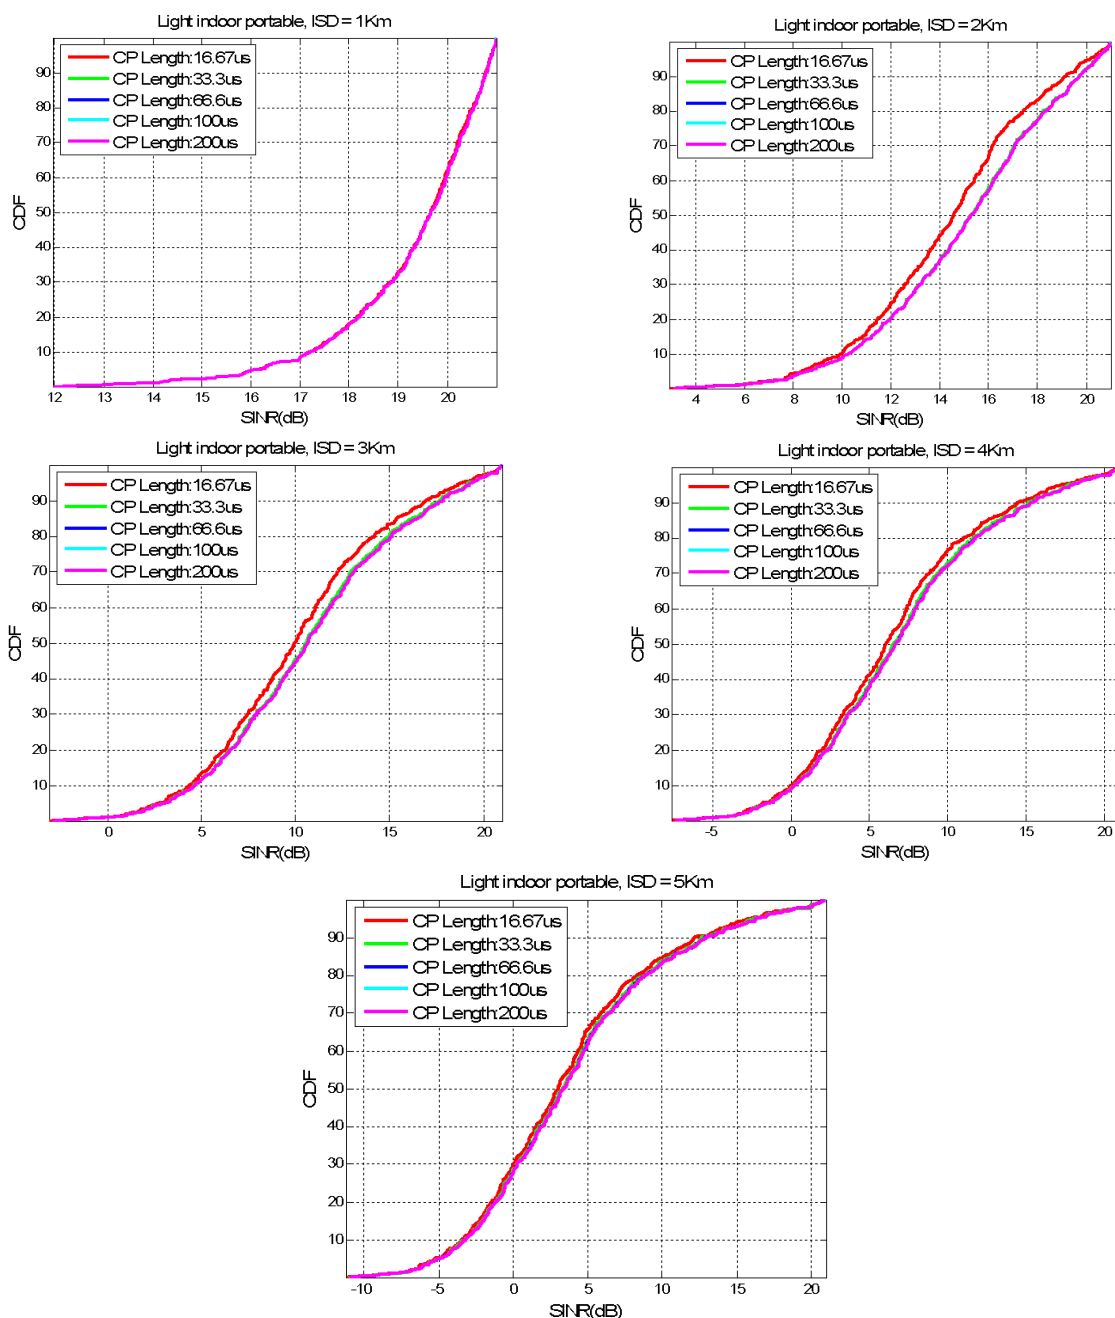 Light indoor portable, ISD = 1Km
CP Length:16.67us
CP Length:33.3us
CP Length:66.6us
CP Length:100us
CP Length:200us
90
80
70
60
50
40
30
20
10
CDF
12 13 14 15 16 17 18 19 20
SINR(dB)
Light indoor portable, ISD = 2Km
CP Length:16.67us
CP Length:33.3us
CP Length:66.6us
CP Length:100us
CP Length:200us
90
80
70
60
50
40
30
20
10
CDF
4 6 8 10 12 14 16 18 20
SINR(dB)
Light indoor portable, ISD = 3Km
CP Length:16.67us
CP Length:33.3us
CP Length:66.6us
CP Length:100us
CP Length:200us
90
80
70
60
50
40
30
20
10
CDF
0 5 10 15 20
SINR(dB)
Light indoor portable, ISD = 4Km
CP Length:16.67us
CP Length:33.3us
CP Length:66.6us
CP Length:100us
CP Length:200us
90
80
70
60
50
40
30
20
10
CDF
-5 0 5 10 15 20
SINR(dB)
Light indoor portable, ISD = 5Km
CP Length:16.67us
CP Length:33.3us
CP Length:66.6us
CP Length:100us
CP Length:200us
90
80
70
60
50
40
30
20
10
CDF
-10 -5 0 5 10 15 20
SINR(dB)